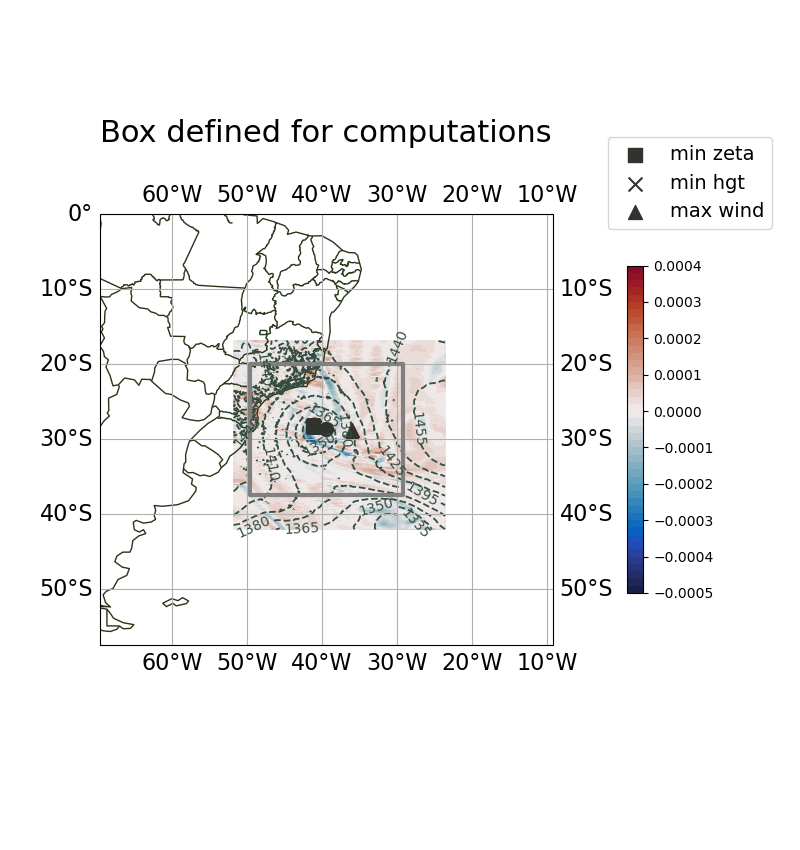 Box defined for computations
min zeta
min hgt
max wind
60°W 50°W 40°W 30°W 20°W 10°W
0°
10°S 10°S
20°S 20°S
30°S 30°S
40°S 40°S
50°S 50°S
60°W 50°W 40°W 30°W 20°W 10°W
1440
1455
1410
1425
1395
1350
1335
1380
1365
0.0004
0.0003
0.0002
0.0001
0.0000
−0.0001
−0.0002
−0.0003
−0.0004
−0.0005